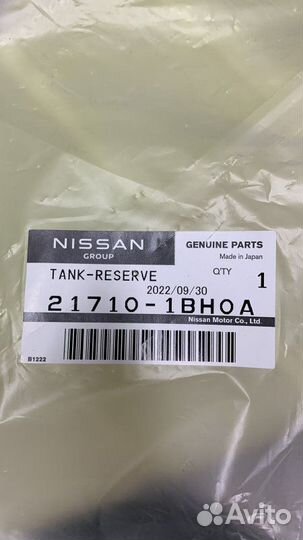 NISSAN
GROUP
GENUINE PARTS
Made in Japan
TANK-RESERVE
Q'TY 1
2022/09/30
21710-1BH0A
Nissan Motor Co., Ltd.
B1222
Avito